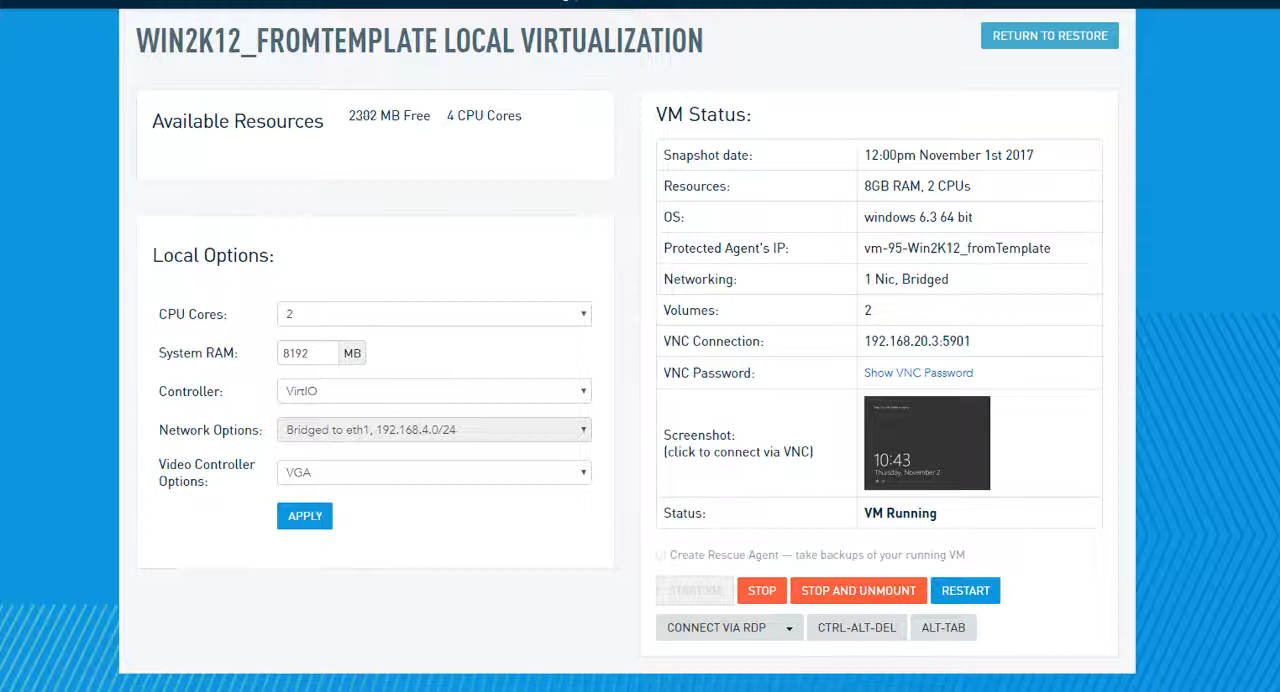 WIN2K12_FROMTEMPLATE LOCAL VIRTUALIZATION
RETURN TO RESTORE
Available Resources 2302 MB Free 4 CPU Cores
Local Options:
CPU Cores: 2
System RAM: 8192 MB
Controller: VirtIO
Network Options: Bridged to eth1, 192.168.4.0/24
Video Controller Options: VGA
APPLY
VM Status:
Snapshot date: 12:00pm November 1st 2017
Resources: 8GB RAM, 2 CPUs
OS: windows 6.3 64 bit
Protected Agent's IP: vm-95-Win2K12_fromTemplate
Networking: 1 Nic, Bridged
Volumes: 2
VNC Connection: 192.168.20.3:5901
VNC Password: Show VNC Password
Screenshot:
(click to connect via VNC)
10:43
Thursday, November 2
Status: VM Running
Create Rescue Agent — take backups of your running VM
START VM STOP STOP AND UNMOUNT RESTART
CONNECT VIA RDP CTRL-ALT-DEL ALT-TAB